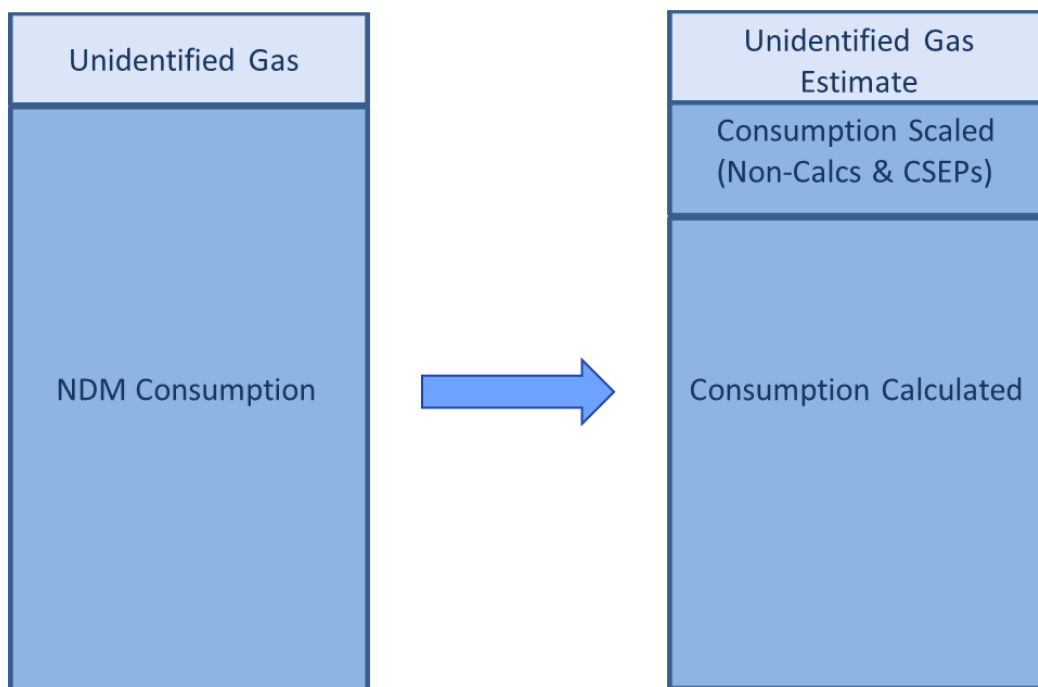 Unidentified Gas
NDM Consumption
Unidentified Gas
Estimate
Consumption Scaled
(Non-Calcs & CSEPs)
Consumption Calculated